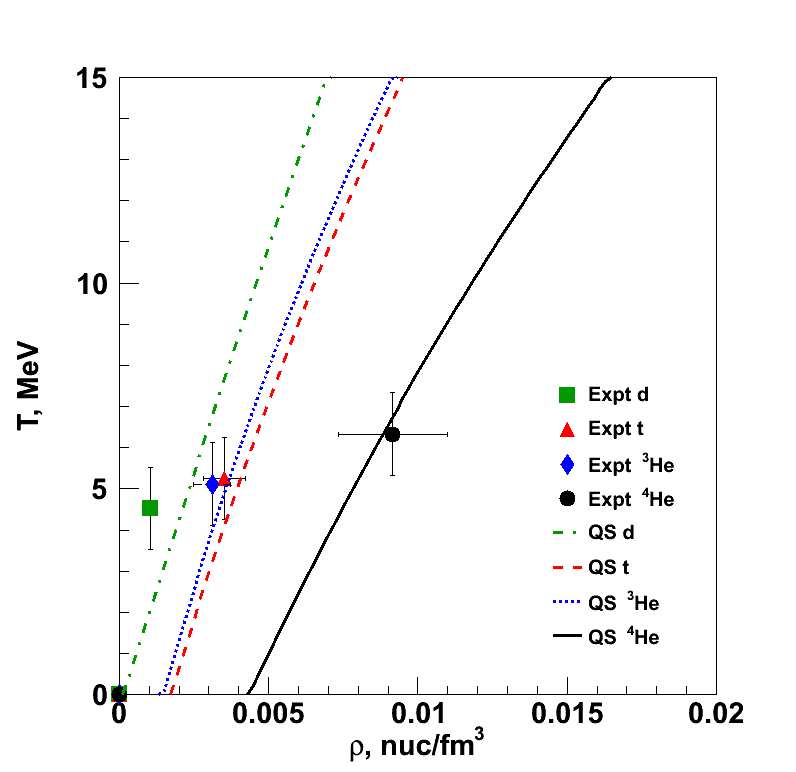 15
10
5
0
T, MeV
Expt d
Expt t
Expt ³He
Expt ⁴He
QS d
QS t
QS ³He
QS ⁴He
0 0.005 0.01 0.015 0.02
ρ, nuc/fm³